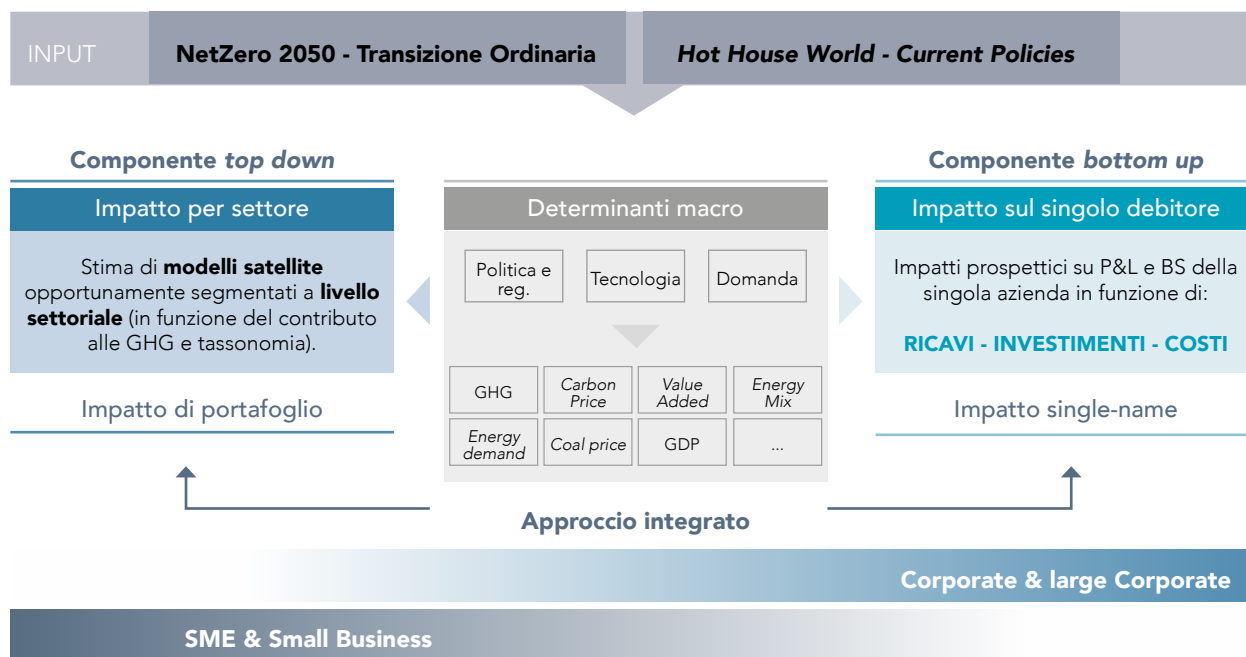 INPUT
NetZero 2050 - Transizione Ordinaria
Hot House World - Current Policies
Componente top down
Impatto per settore
Stima di modelli satellite
opportunamente segmentati a livello
settoriale (in funzione del contributo
alle GHG e tassonomia).
Impatto di portafoglio
Determinanti macro
Politica e
reg.
Tecnologia
Domanda
GHG
Carbon
Price
Value
Added
Energy
Mix
Energy
demand
Coal price
GDP
...
Componente bottom up
Impatto sul singolo debitore
Impatti prospettici su P&L e BS della
singola azienda in funzione di:
RICAVI - INVESTIMENTI - COSTI
Impatto single-name
Approccio integrato
Corporate & large Corporate
SME & Small Business